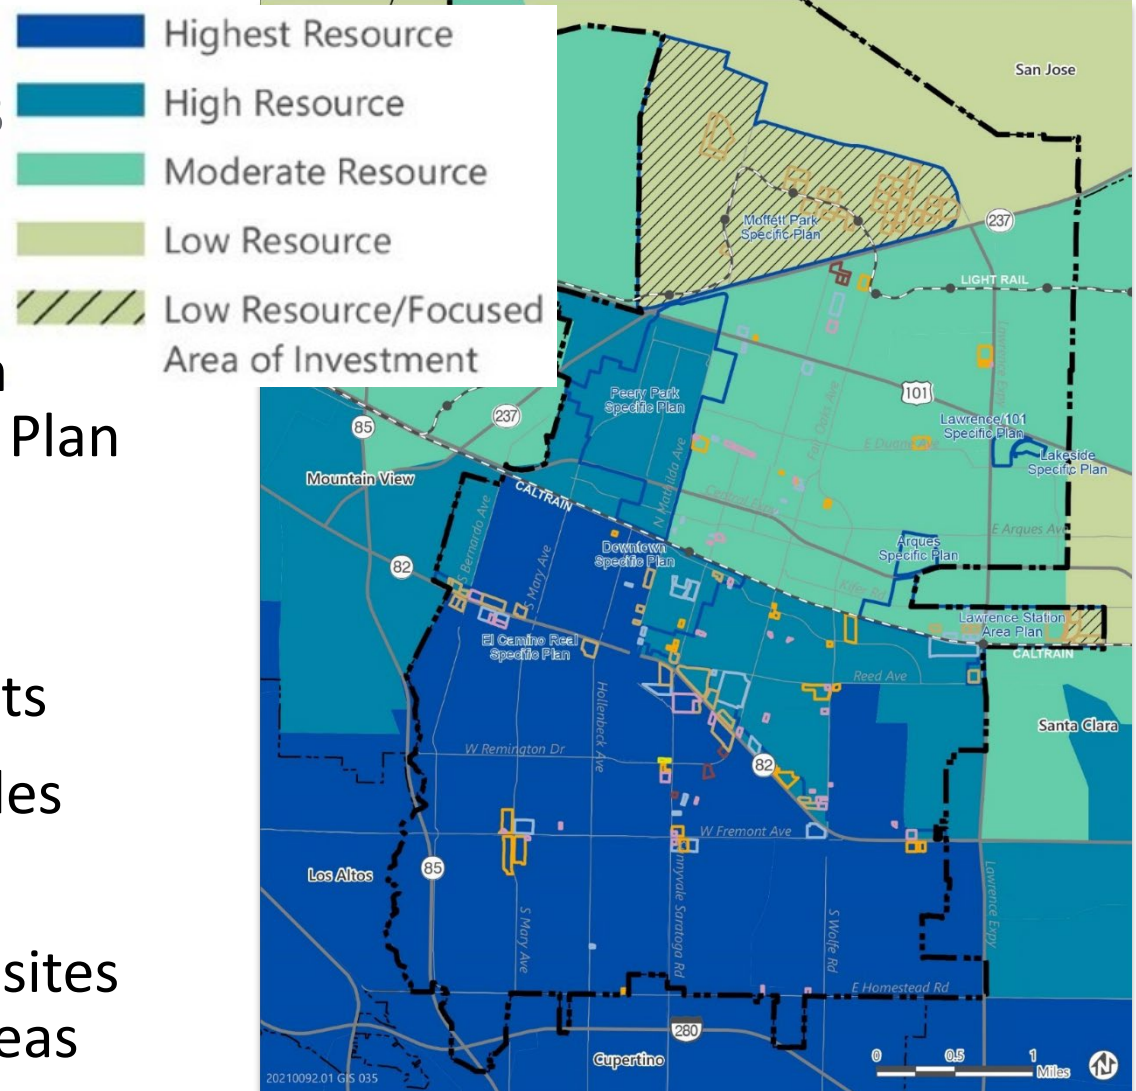 Highest Resource
High Resource
Moderate Resource
Low Resource
Low Resource/Focused
Area of Investment
s
n
Plan
ts
les
sites
eas
San Jose
237
Moffett Park
Specific Plan
LIGHT RAIL
Lawrence Expy
101
Peery Park
Specific Plan
Fair Oaks Ave
Lawrence/101
Specific Plan
Lakeside
Specific Plan
237
85
E Duane
Mountain View
N Mathilda Ave
CALTRAIN
Central Expy
S Bernardo Ave
E Arques Ave
Arques
Specific Plan
Downtown
Specific Plan
82
S Mary Ave
Kifer Rd
Lawrence Station
Area Plan
El Camino Real
Specific Plan
CALTRAIN
Reed Ave
Hollenbeck Ave
Santa Clara
W Remington Dr
82
W Fremont Ave
Los Altos
85
S Mary Ave
nnyvale Saratoga Rd
S Wolfe Rd
Lawrence Expy
E Homestead Rd
280
Cupertino
0 0.5 1
Miles
N
20210092.01 GIS 035